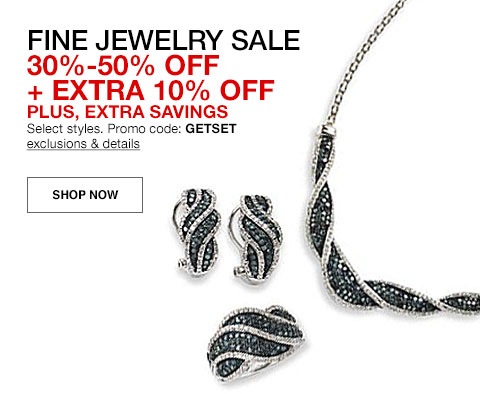 FINE JEWELRY SALE
30%-50% OFF
+ EXTRA 10% OFF
PLUS, EXTRA SAVINGS
Select styles. Promo code: GETSET
exclusions & details
SHOP NOW